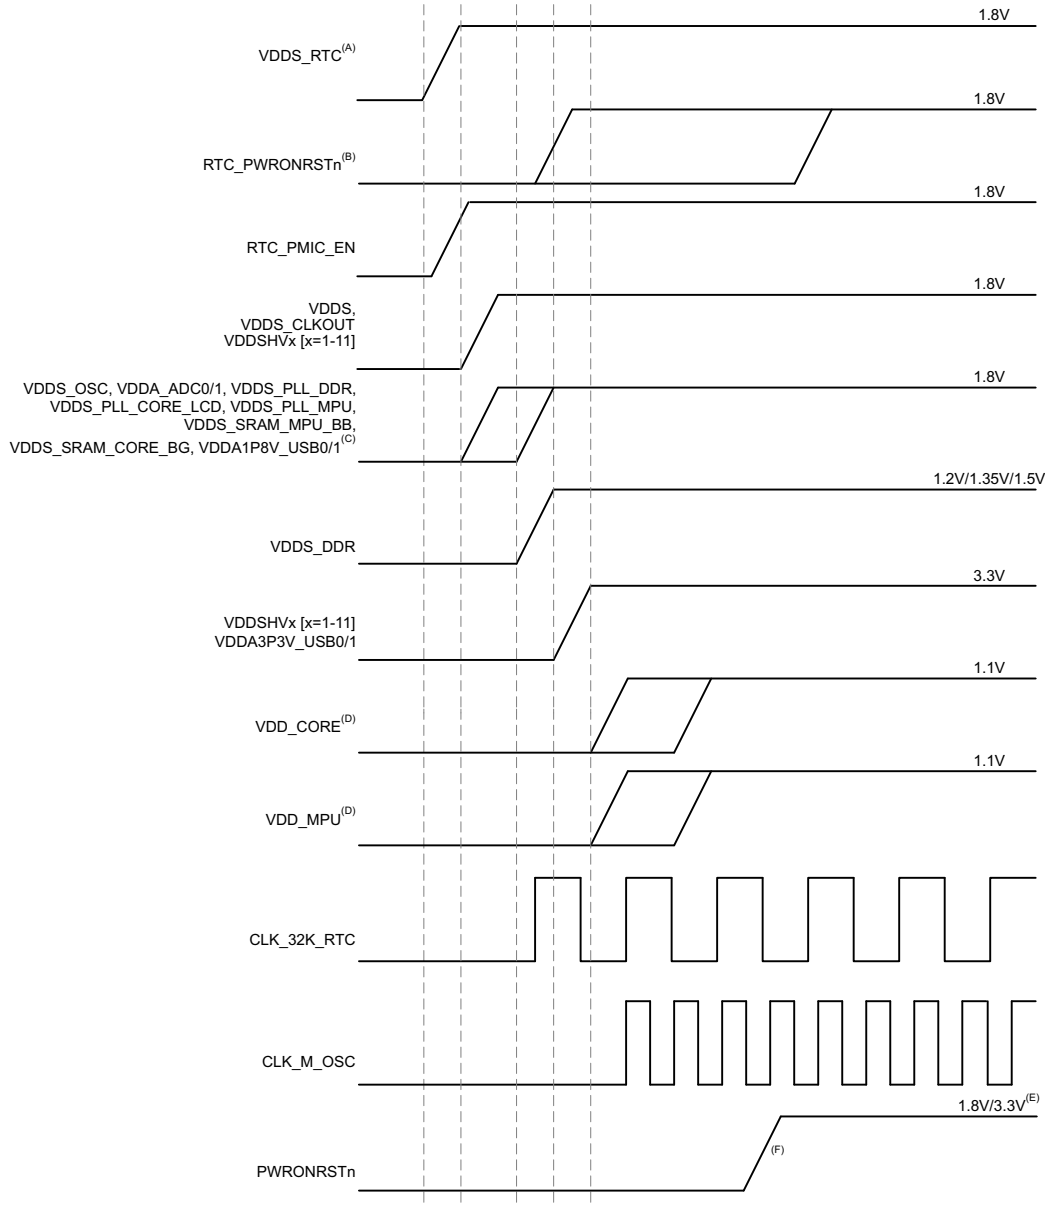 1.8V
VDDS_RTC(A)
1.8V
RTC_PWRONRSTn(B)
1.8V
RTC_PMIC_EN
1.8V
VDDS,
VDDS_CLKOUT
VDDSHVx [x=1-11]
1.8V
VDDS_OSC, VDDA_ADC0/1, VDDS_PLL_DDR,
VDDS_PLL_CORE_LCD, VDDS_PLL_MPU,
VDDS_SRAM_MPU_BB,
VDDS_SRAM_CORE_BG, VDDA1P8V_USB0/1(C)
1.2V/1.35V/1.5V
VDDS_DDR
3.3V
VDDSHVx [x=1-11]
VDDA3P3V_USB0/1
1.1V
VDD_CORE(D)
1.1V
VDD_MPU(D)
CLK_32K_RTC
CLK_M_OSC
1.8V/3.3V(E)
(F)
PWRONRSTn